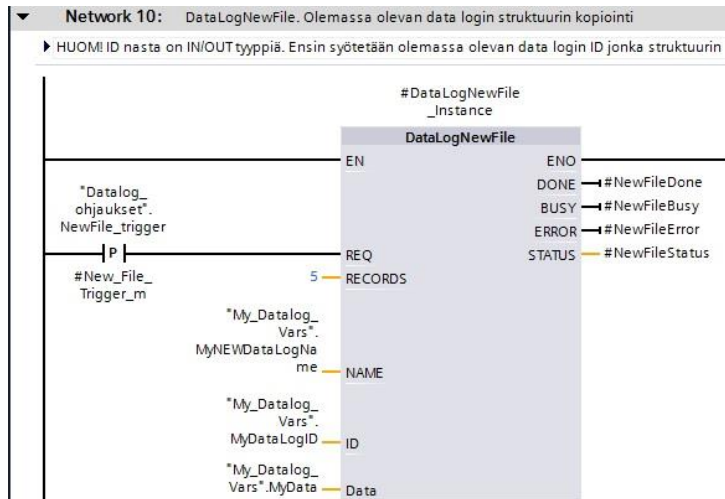 Network 10: DataLogNewFile. Olemassa olevan data login struktuurin kopiointi
HUOM! ID nasta on IN/OUT tyyppiä. Ensin syötetään olemassa olevan data login ID jonka struktuurin
#DataLogNewFile
_Instance
DataLogNewFile
EN
ENO
DONE
#NewFileDone
BUSY
#NewFileBusy
ERROR
#NewFileError
STATUS
#NewFileStatus
"Datalog_
ohjaukset".
NewFile_trigger
P
REQ
#New_File_
Trigger_m
5
RECORDS
"My_Datalog_
Vars".
MyNEWDataLogNa
me
NAME
"My_Datalog_
Vars".
MyDataLogID
ID
"My_Datalog_
Vars".MyData
Data